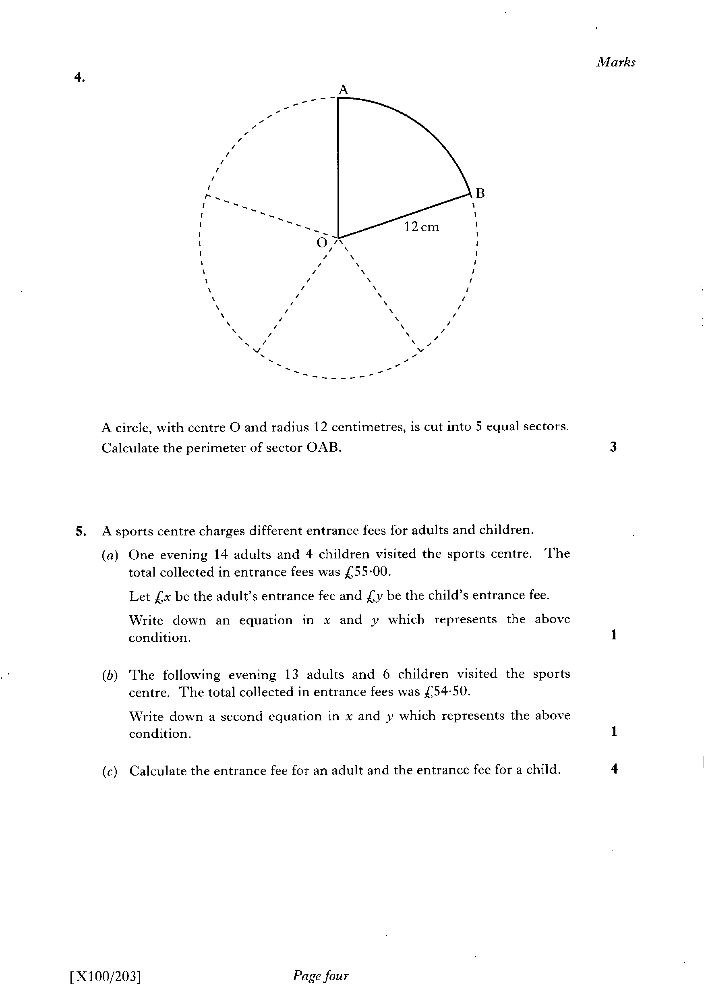 Marks
4.
A
B
12 cm
O
A circle, with centre O and radius 12 centimetres, is cut into 5 equal sectors.
Calculate the perimeter of sector OAB.
3
5. A sports centre charges different entrance fees for adults and children.
(a) One evening 14 adults and 4 children visited the sports centre. The
total collected in entrance fees was £55·00.
Let £x be the adult's entrance fee and £y be the child's entrance fee.
Write down an equation in x and y which represents the above
condition.
1
(b) The following evening 13 adults and 6 children visited the sports
centre. The total collected in entrance fees was £54·50.
Write down a second equation in x and y which represents the above
condition.
1
(c) Calculate the entrance fee for an adult and the entrance fee for a child.
4
[X100/203]
Page four